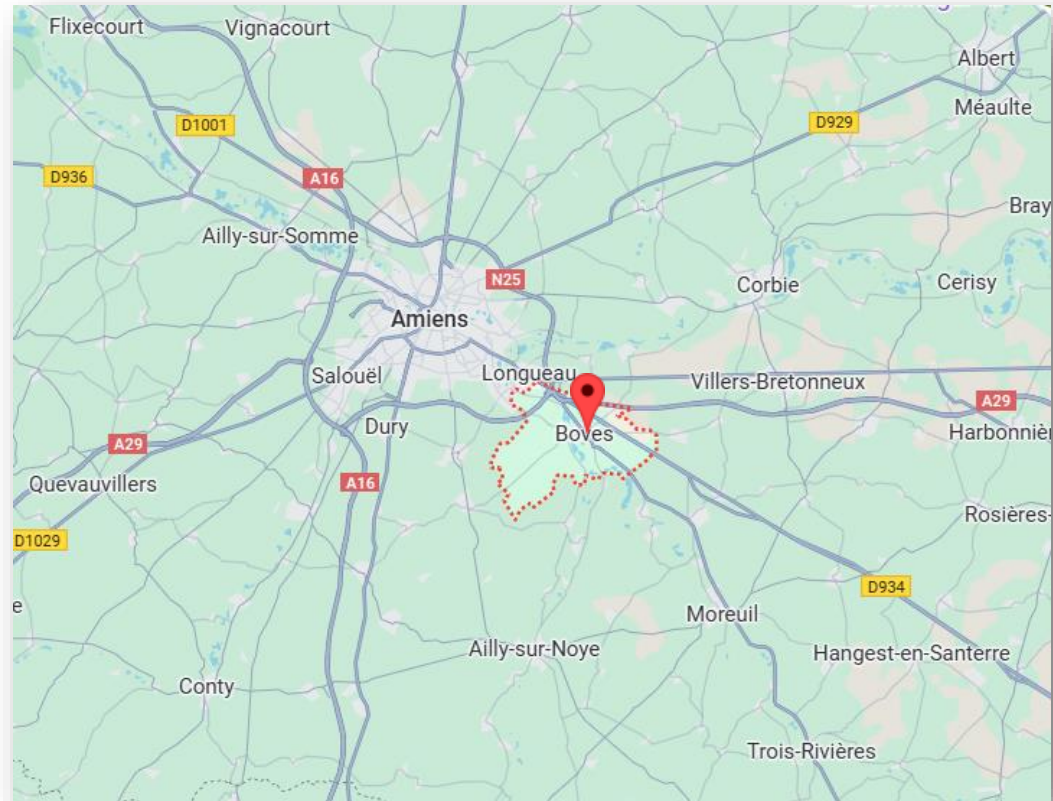 Flixecourt
Vignacourt
Albert
Méaulte
D1001
D929
D936
A16
Bray
Ailly-sur-Somme
N25
Corbie
Cerisy
Amiens
Longueau
Salouël
Villers-Bretonneux
A29
Dury
Boves
Harbonnièr
A29
Quevauvillers
A16
Rosières-
D1029
D934
e
Moreuil
Ailly-sur-Noye
Hangest-en-Santerre
Conty
Trois-Rivières